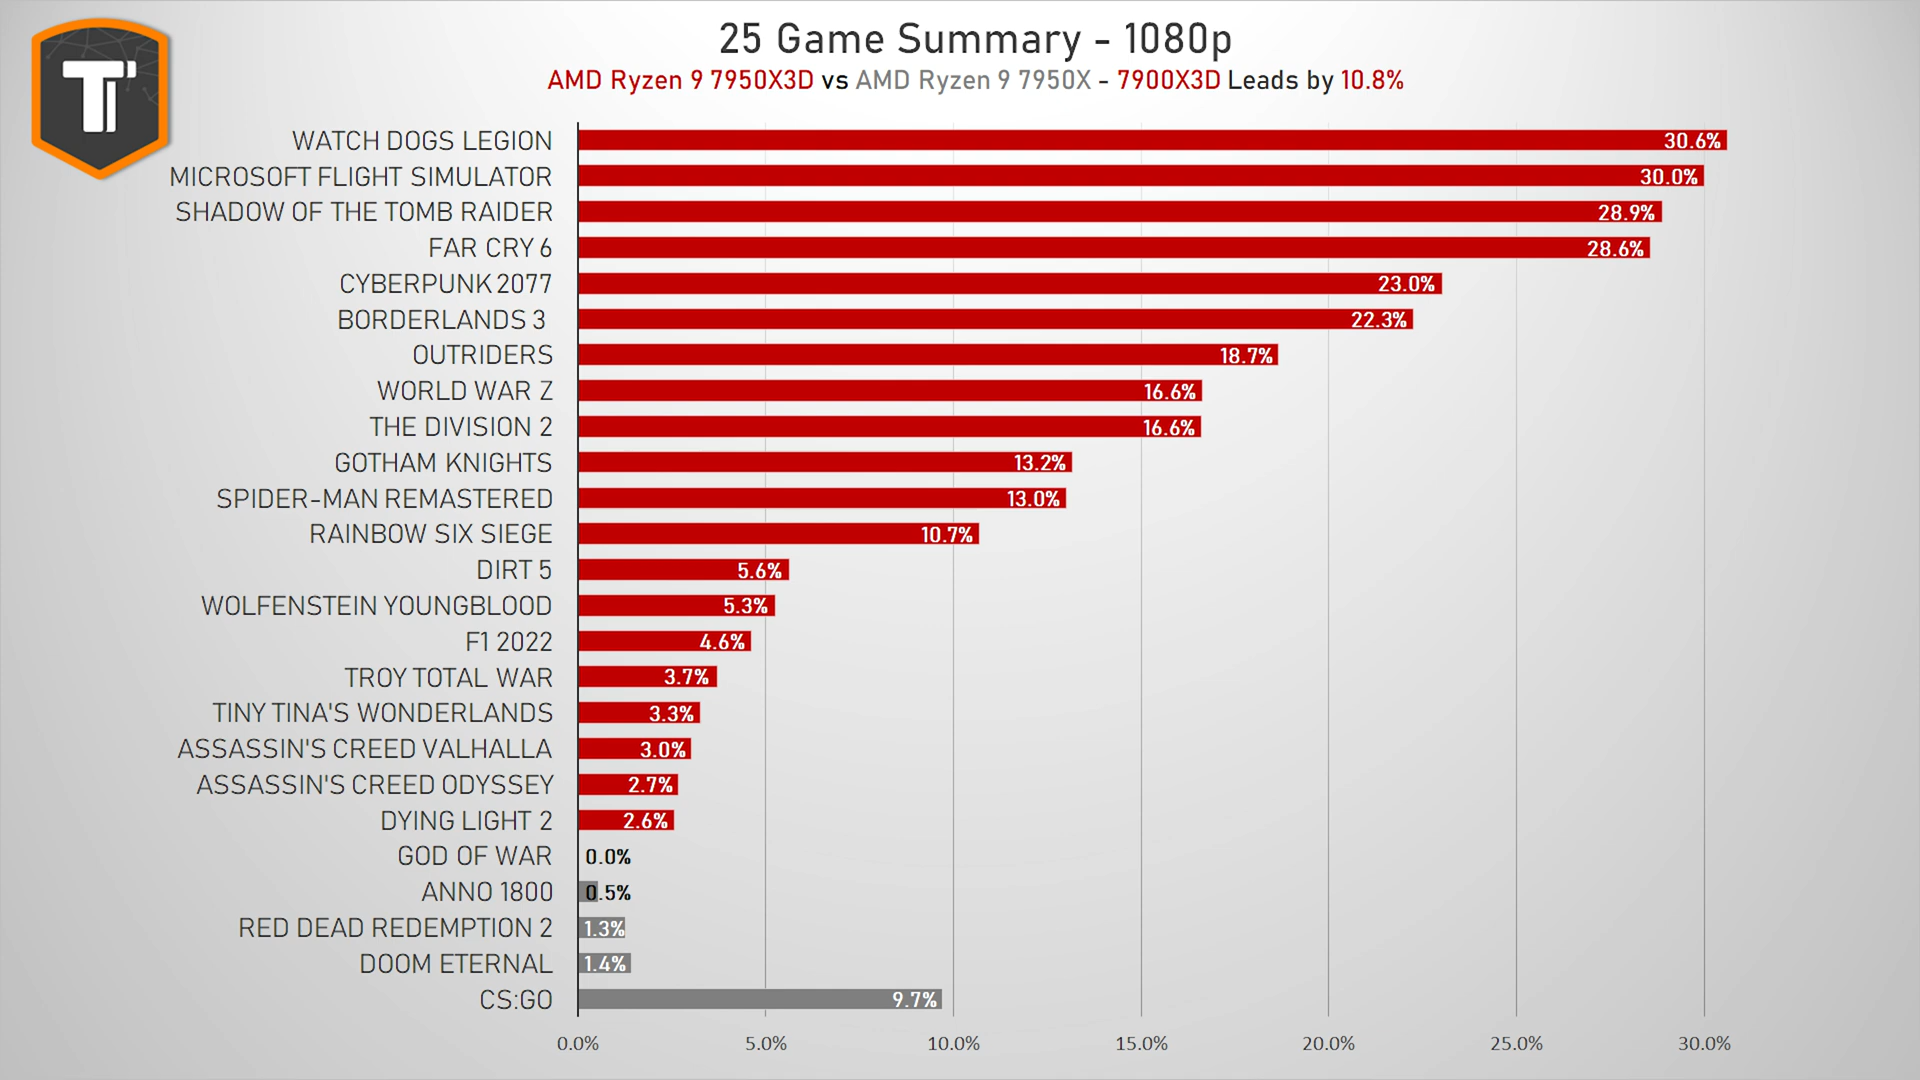 25 Game Summary - 1080p
AMD Ryzen 9 7950X3D vs AMD Ryzen 9 7950X - 7900X3D Leads by 10.8%
WATCH DOGS LEGION 30.6%
MICROSOFT FLIGHT SIMULATOR 30.0%
SHADOW OF THE TOMB RAIDER 28.9%
FAR CRY 6 28.6%
CYBERPUNK 2077 23.0%
BORDERLANDS 3 22.3%
OUTRIDERS 18.7%
WORLD WAR Z 16.6%
THE DIVISION 2 16.6%
GOTHAM KNIGHTS 13.2%
SPIDER-MAN REMASTERED 13.0%
RAINBOW SIX SIEGE 10.7%
DIRT 5 5.6%
WOLFENSTEIN YOUNGBLOOD 5.3%
F1 2022 4.6%
TROY TOTAL WAR 3.7%
TINY TINA'S WONDERLANDS 3.3%
ASSASSIN'S CREED VALHALLA 3.0%
ASSASSIN'S CREED ODYSSEY 2.7%
DYING LIGHT 2 2.6%
GOD OF WAR 0.0%
ANNO 1800 0.5%
RED DEAD REDEMPTION 2 1.3%
DOOM ETERNAL 1.4%
CS:GO 9.7%
0.0% 5.0% 10.0% 15.0% 20.0% 25.0% 30.0%